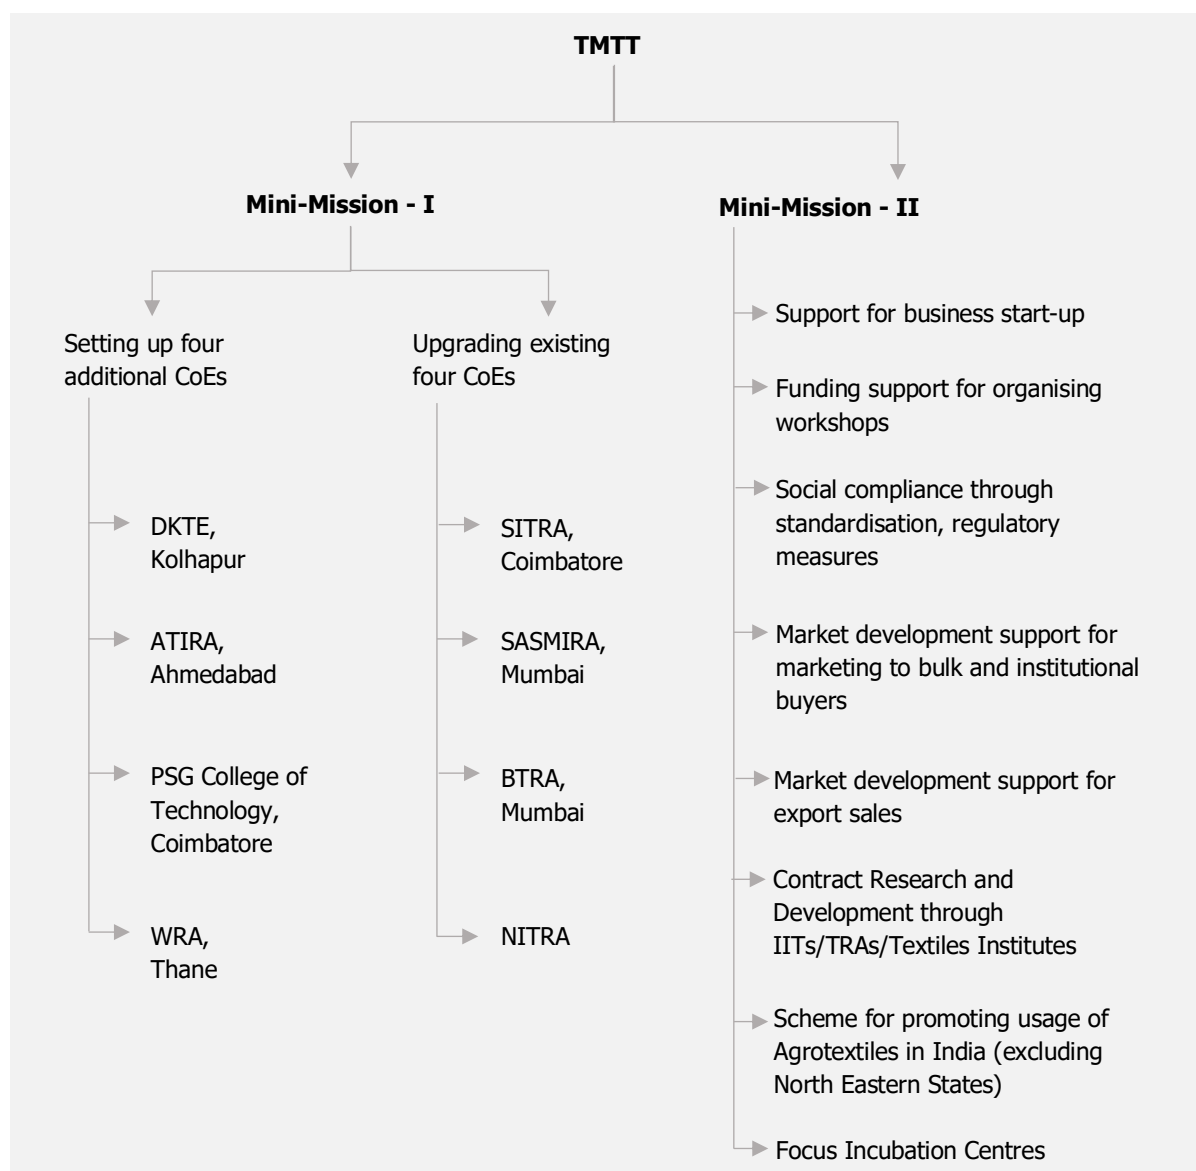 TMTT
Mini-Mission - I
Setting up four
additional CoEs
DKTE,
Kolhapur
ATIRA,
Ahmedabad
PSG College of
Technology,
Coimbatore
WRA,
Thane
Upgrading existing
four CoEs
SITRA,
Coimbatore
SASMIRA,
Mumbai
BTRA,
Mumbai
NITRA
Mini-Mission - II
Support for business start-up
Funding support for organising
workshops
Social compliance through
standardisation, regulatory
measures
Market development support for
marketing to bulk and institutional
buyers
Market development support for
export sales
Contract Research and
Development through
IITs/TRAs/Textiles Institutes
Scheme for promoting usage of
Agrotextiles in India (excluding
North Eastern States)
Focus Incubation Centres